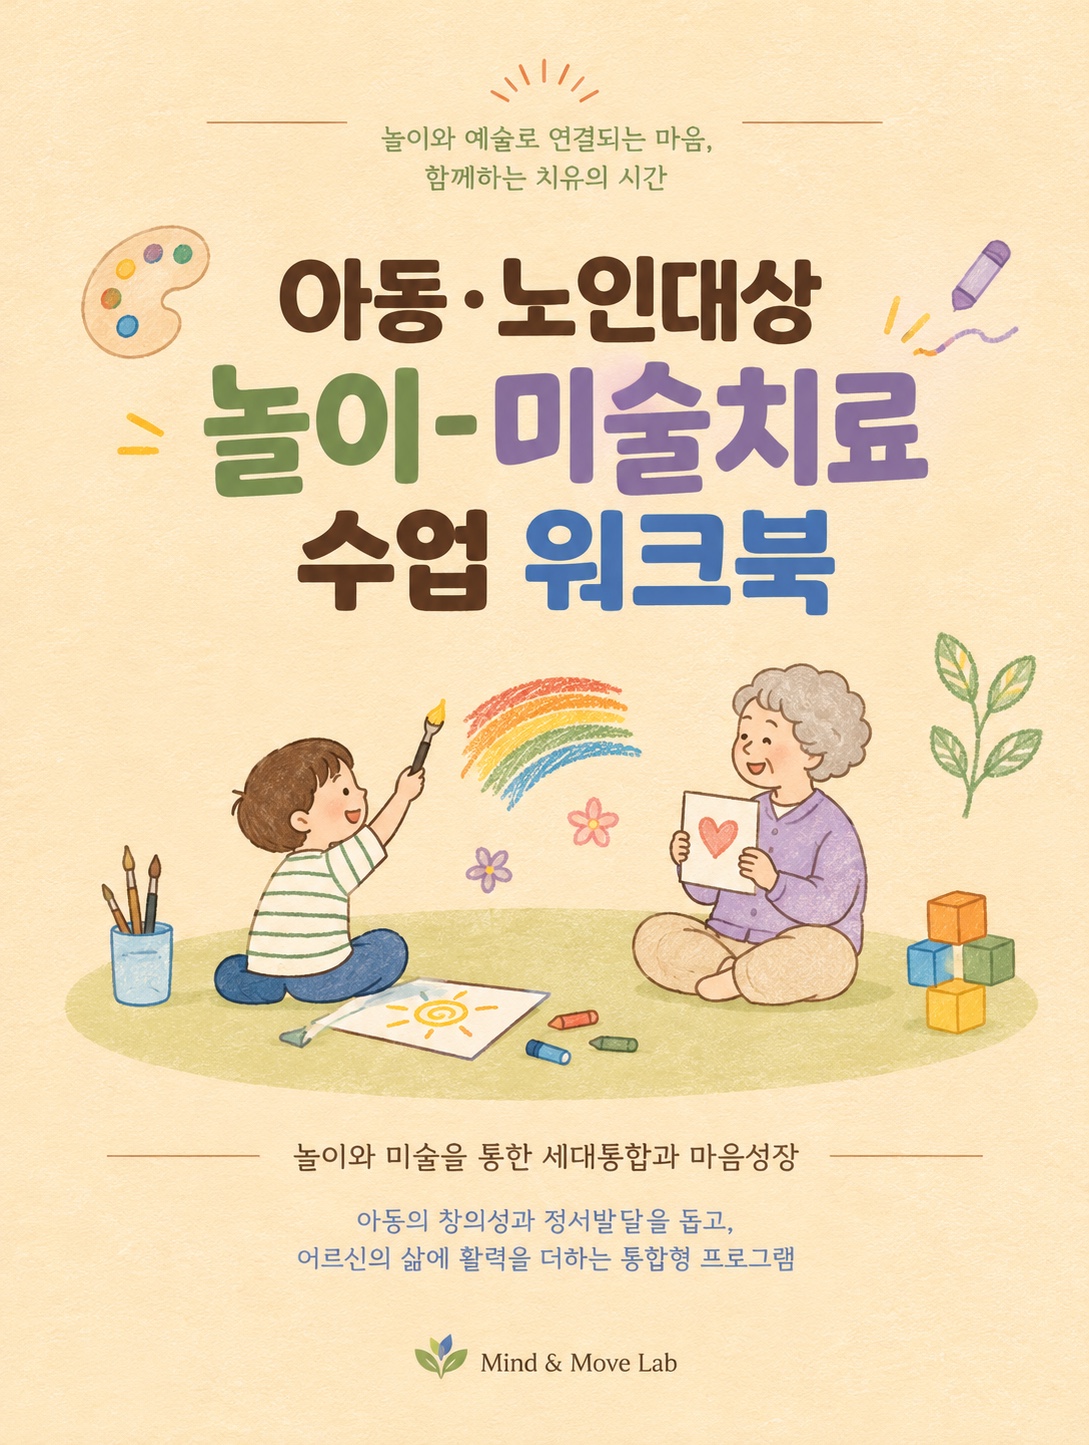 놀이와 예술로 연결되는 마음,
함께하는 치유의 시간
아동·노인대상
놀이-미술치료
수업 워크북
놀이와 미술을 통한 세대통합과 마음성장
아동의 창의성과 정서발달을 돕고,
어르신의 삶에 활력을 더하는 통합형 프로그램
Mind & Move Lab